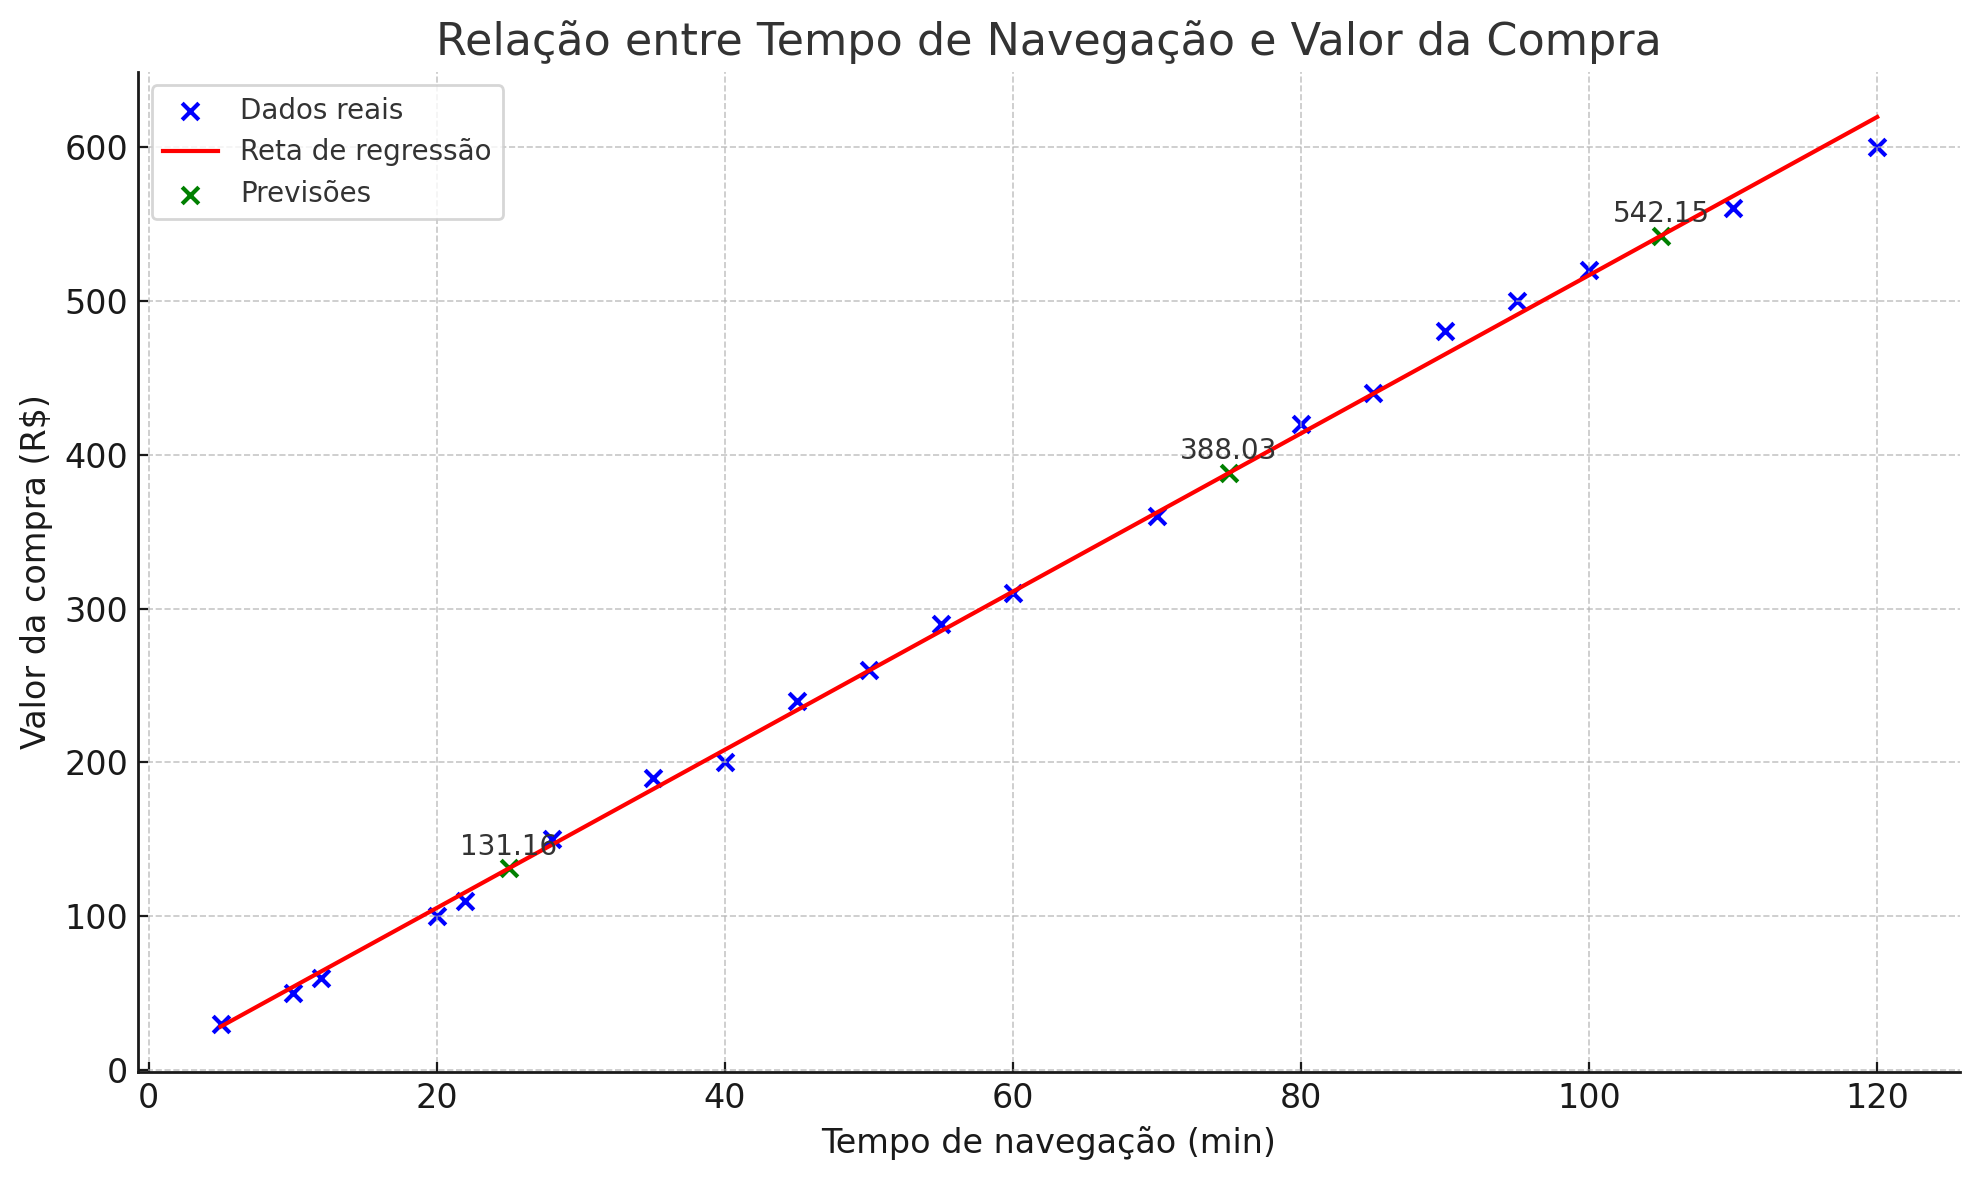 Relação entre Tempo de Navegação e Valor da Compra
Dados reais
Reta de regressão
Previsões
600
500
400
300
200
100
0
Valor da compra (R$)
542.15
388.03
131.16
0 20 40 60 80 100 120
Tempo de navegação (min)